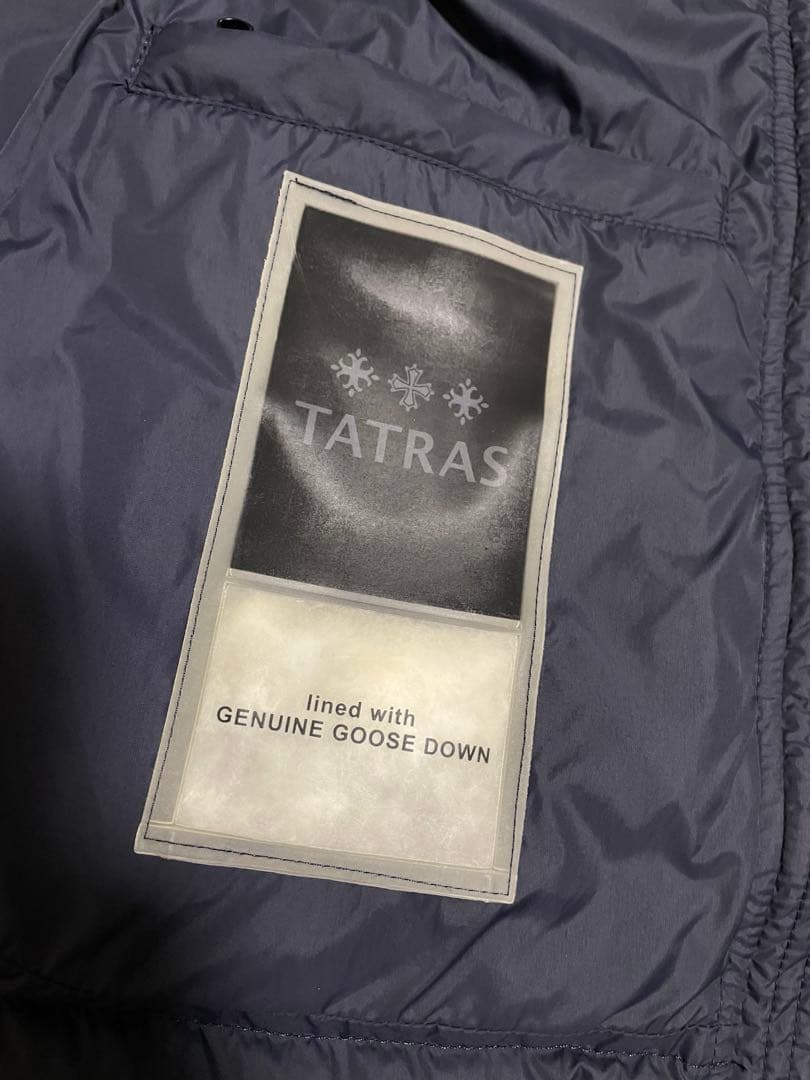 TATRAS
lined with
GENUINE GOOSE DOWN